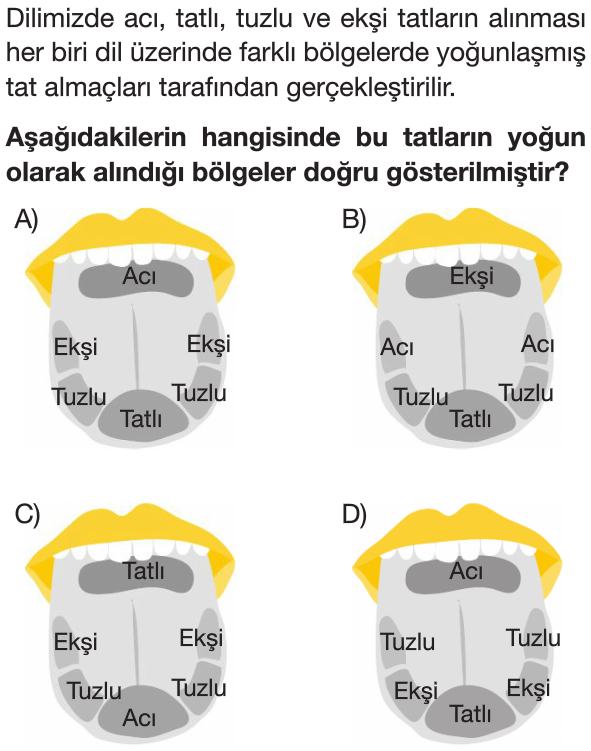 Dilimizde acı, tatlı, tuzlu ve ekşi tatların alınması
her biri dil üzerinde farklı bölgelerde yoğunlaşmış
tat almaçları tarafından gerçekleştirilir.
Aşağıdakilerin hangisinde bu tatların yoğun
olarak alındığı bölgeler doğru gösterilmiştir?
A)
Acı
Ekşi Ekşi
Tuzlu Tuzlu
Tatlı
B)
Ekşi
Acı Acı
Tuzlu Tuzlu
Tatlı
C)
Tatlı
Ekşi Ekşi
Tuzlu Tuzlu
Acı
D)
Acı
Tuzlu Tuzlu
Ekşi Ekşi
Tatlı